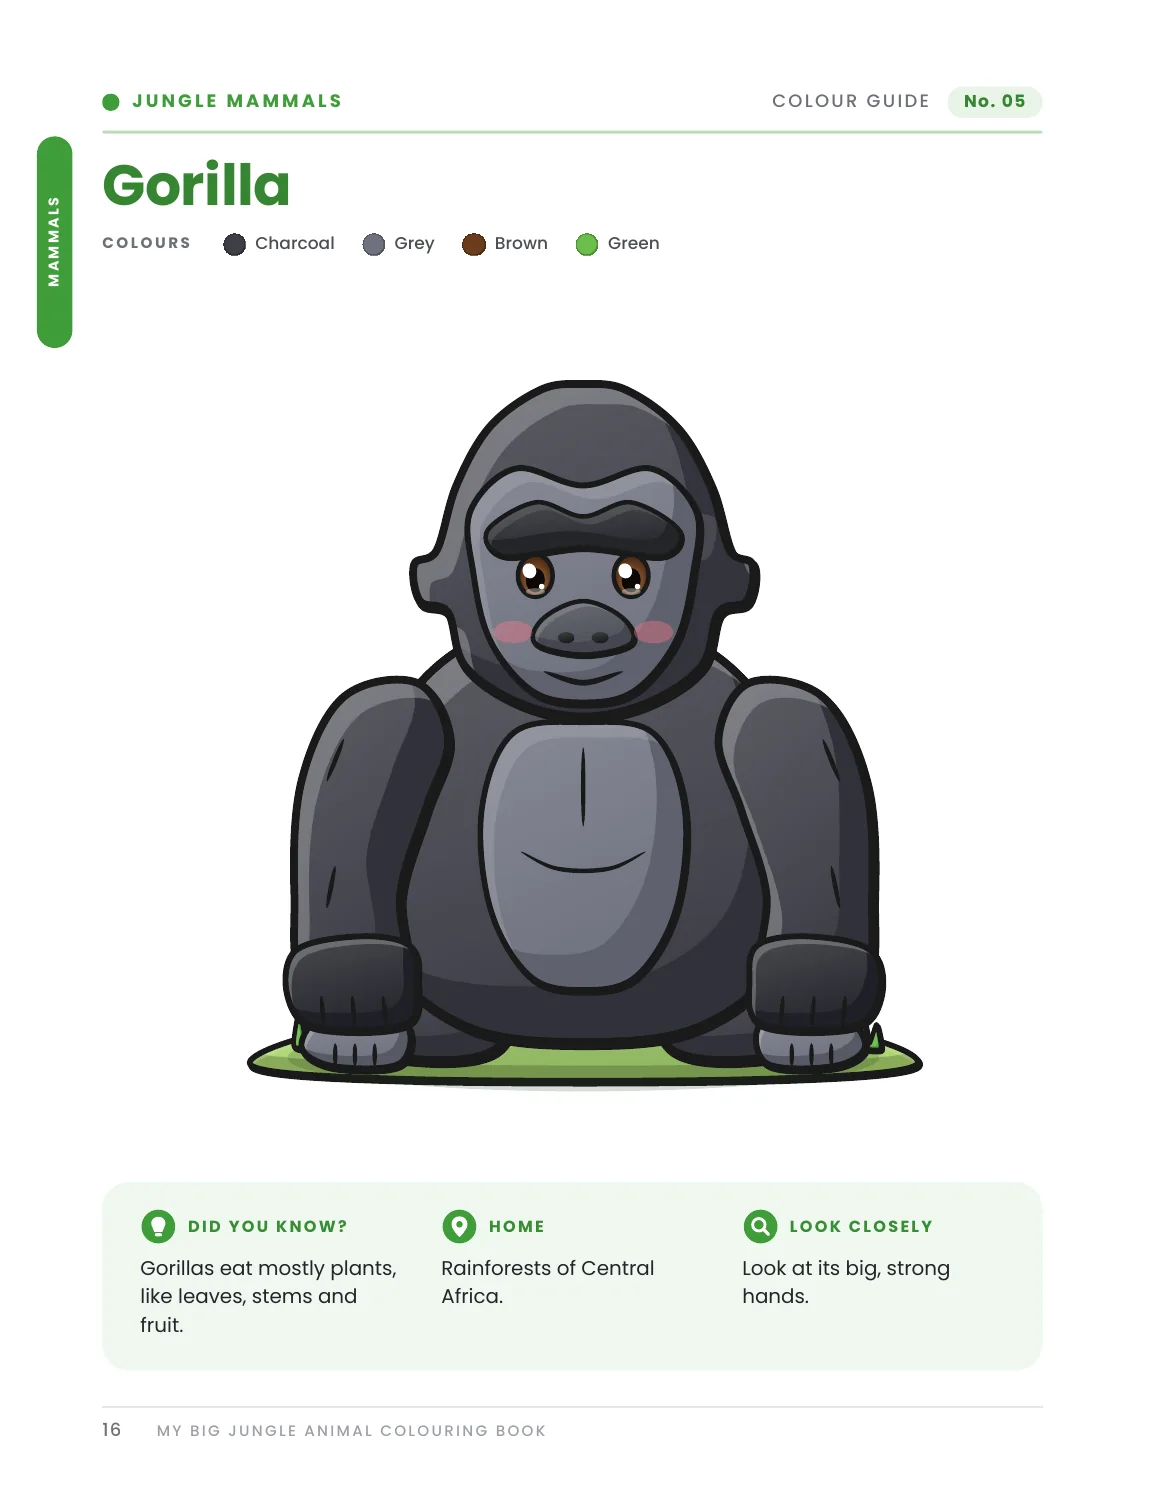 JUNGLE MAMMALS
COLOUR GUIDE No. 05
MAMMALS
Gorilla
COLOURS Charcoal Grey Brown Green
DID YOU KNOW?
Gorillas eat mostly plants,
like leaves, stems and
fruit.
HOME
Rainforests of Central
Africa.
LOOK CLOSELY
Look at its big, strong
hands.
16 MY BIG JUNGLE ANIMAL COLOURING BOOK